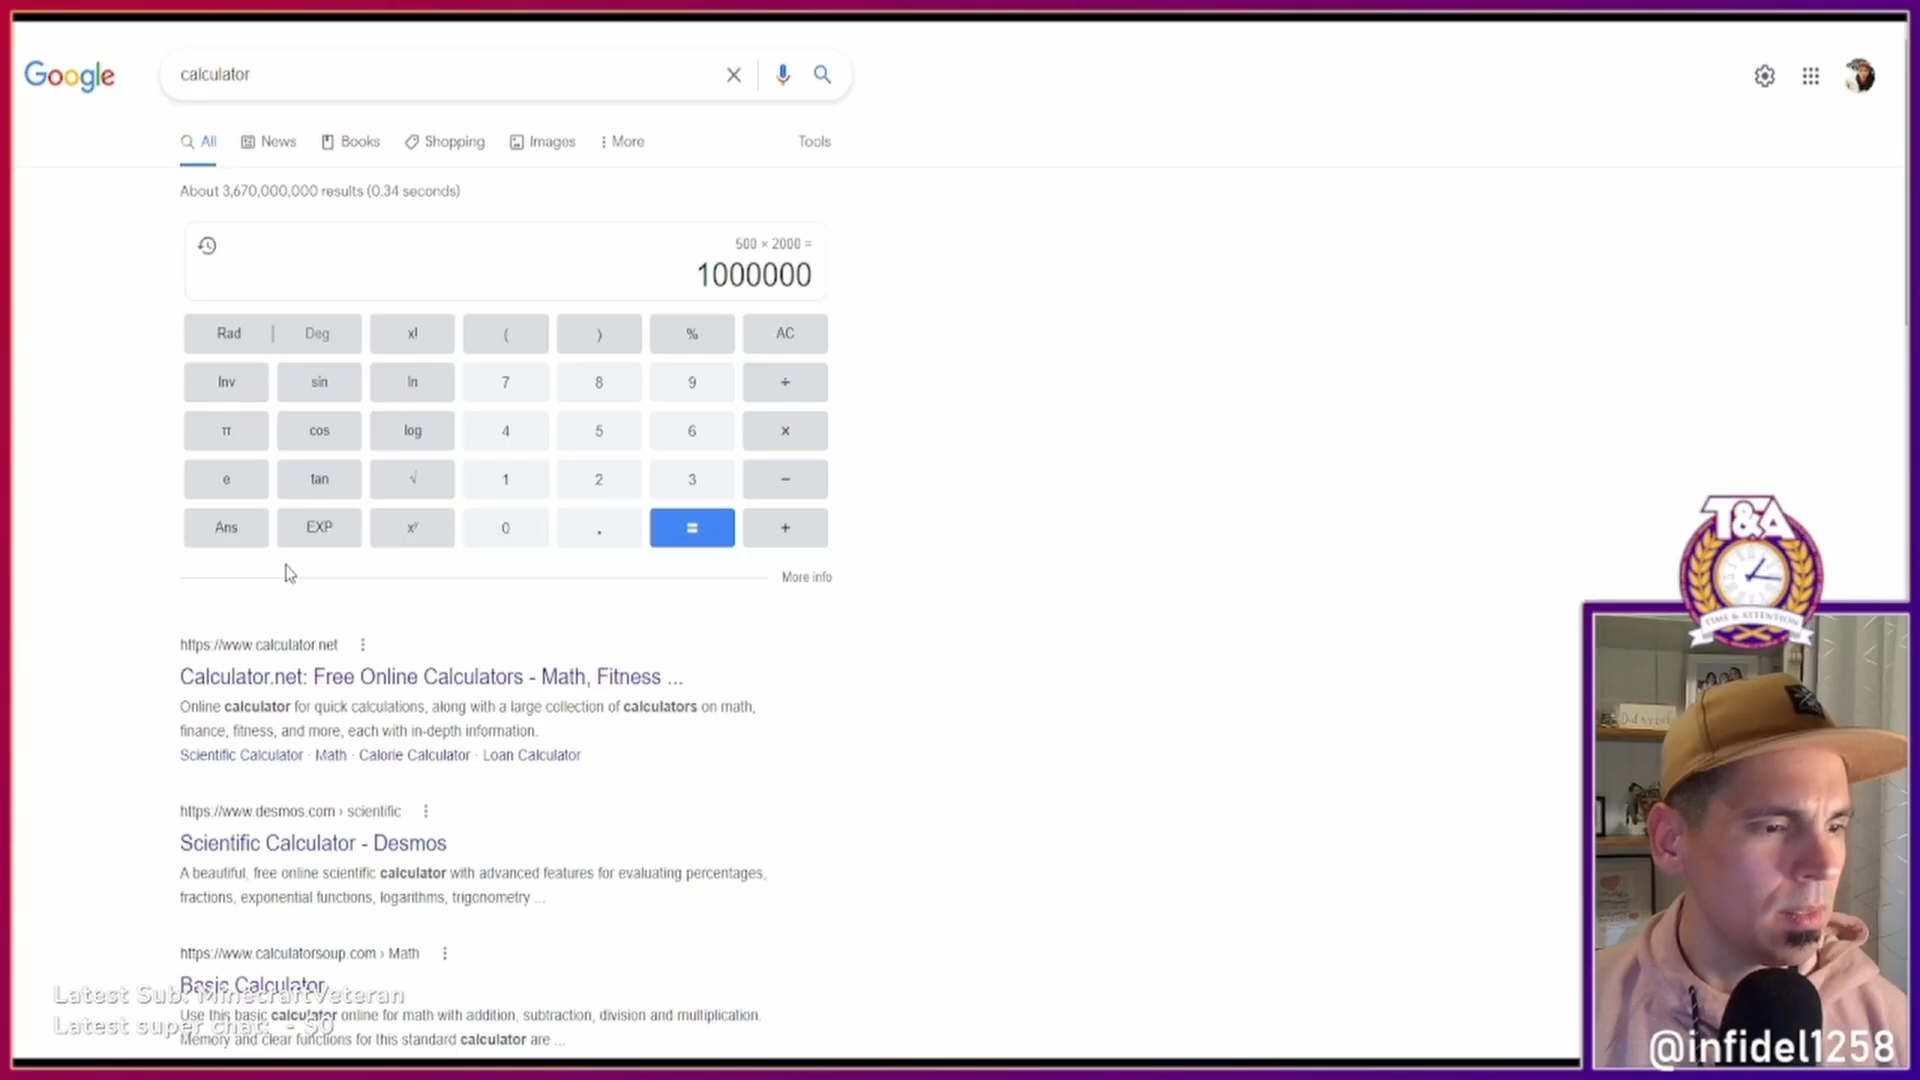 Google
calculator
All
News
Books
Shopping
Images
More
Tools
About 3,670,000,000 results (0.34 seconds)
500 × 2000 =
1000000
Rad | Deg
x!
(
)
%
AC
Inv
sin
ln
7
8
9
÷
π
cos
log
4
5
6
×
e
tan
√
1
2
3
−
Ans
EXP
xʸ
0
.
=
+
More info
https://www.calculator.net
Calculator.net: Free Online Calculators - Math, Fitness ...
Online calculator for quick calculations, along with a large collection of calculators on math,
finance, fitness, and more, each with in-depth information.
Scientific Calculator · Math · Calorie Calculator · Loan Calculator
https://www.desmos.com › scientific
Scientific Calculator - Desmos
A beautiful, free online scientific calculator with advanced features for evaluating percentages,
fractions, exponential functions, logarithms, trigonometry ...
https://www.calculatorsoup.com › Math
Basic Calculator
Latest Sub: MinecraftVeteran
Use this basic calculator online for math with addition, subtraction, division and multiplication.
Latest super chat: - $0
Memory and clear functions for this standard calculator are ...
T&A
TIME & ATTENTION
@infidel1258